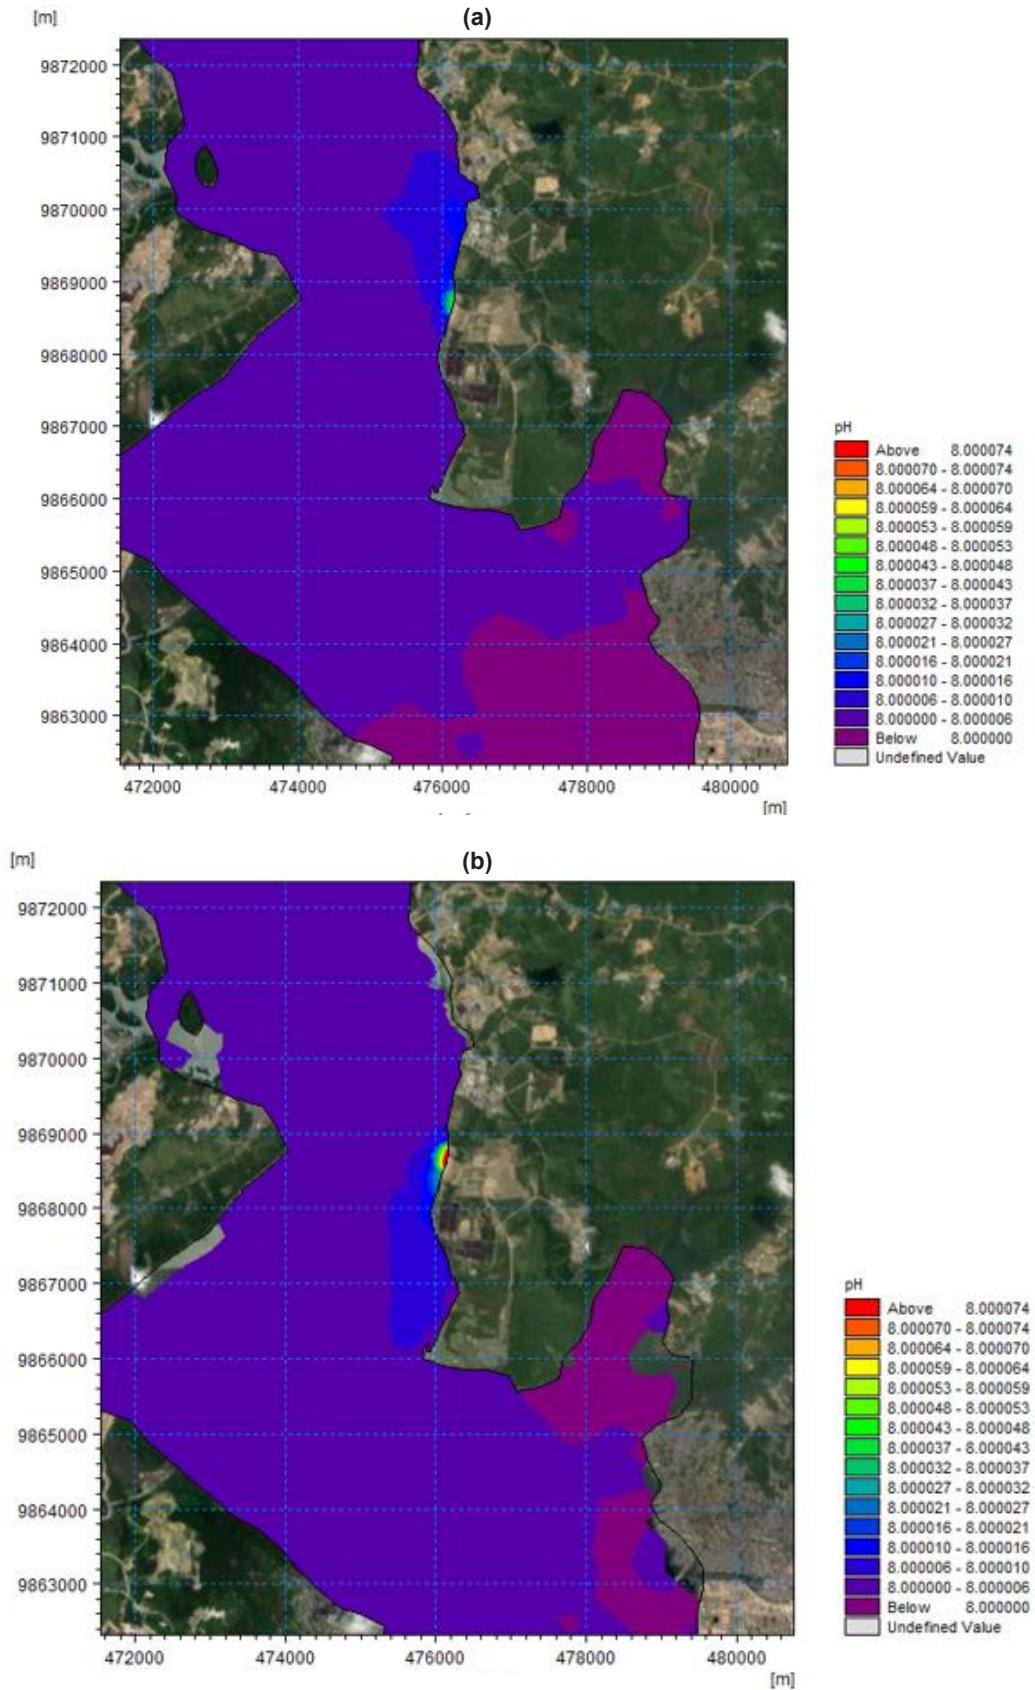 [m]
(a)
9872000
9871000
9870000
9869000
9868000
9867000
9866000
9865000
9864000
9863000
472000 474000 476000 478000 480000
[m]
pH
Above 8.000074
8.000070 - 8.000074
8.000064 - 8.000070
8.000059 - 8.000064
8.000053 - 8.000059
8.000048 - 8.000053
8.000043 - 8.000048
8.000037 - 8.000043
8.000032 - 8.000037
8.000027 - 8.000032
8.000021 - 8.000027
8.000016 - 8.000021
8.000010 - 8.000016
8.000006 - 8.000010
8.000000 - 8.000006
Below 8.000000
Undefined Value
[m]
(b)
9872000
9871000
9870000
9869000
9868000
9867000
9866000
9865000
9864000
9863000
472000 474000 476000 478000 480000
[m]
pH
Above 8.000074
8.000070 - 8.000074
8.000064 - 8.000070
8.000059 - 8.000064
8.000053 - 8.000059
8.000048 - 8.000053
8.000043 - 8.000048
8.000037 - 8.000043
8.000032 - 8.000037
8.000027 - 8.000032
8.000021 - 8.000027
8.000016 - 8.000021
8.000010 - 8.000016
8.000006 - 8.000010
8.000000 - 8.000006
Below 8.000000
Undefined Value